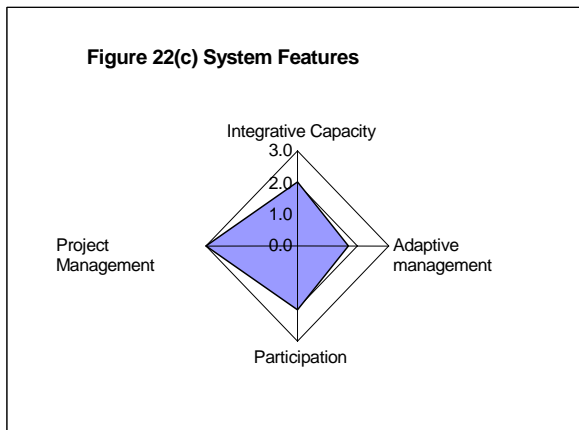 Figure 22(c) System Features
Integrative Capacity
3.0
2.0
1.0
0.0
Project
Management
Adaptive
management
Participation